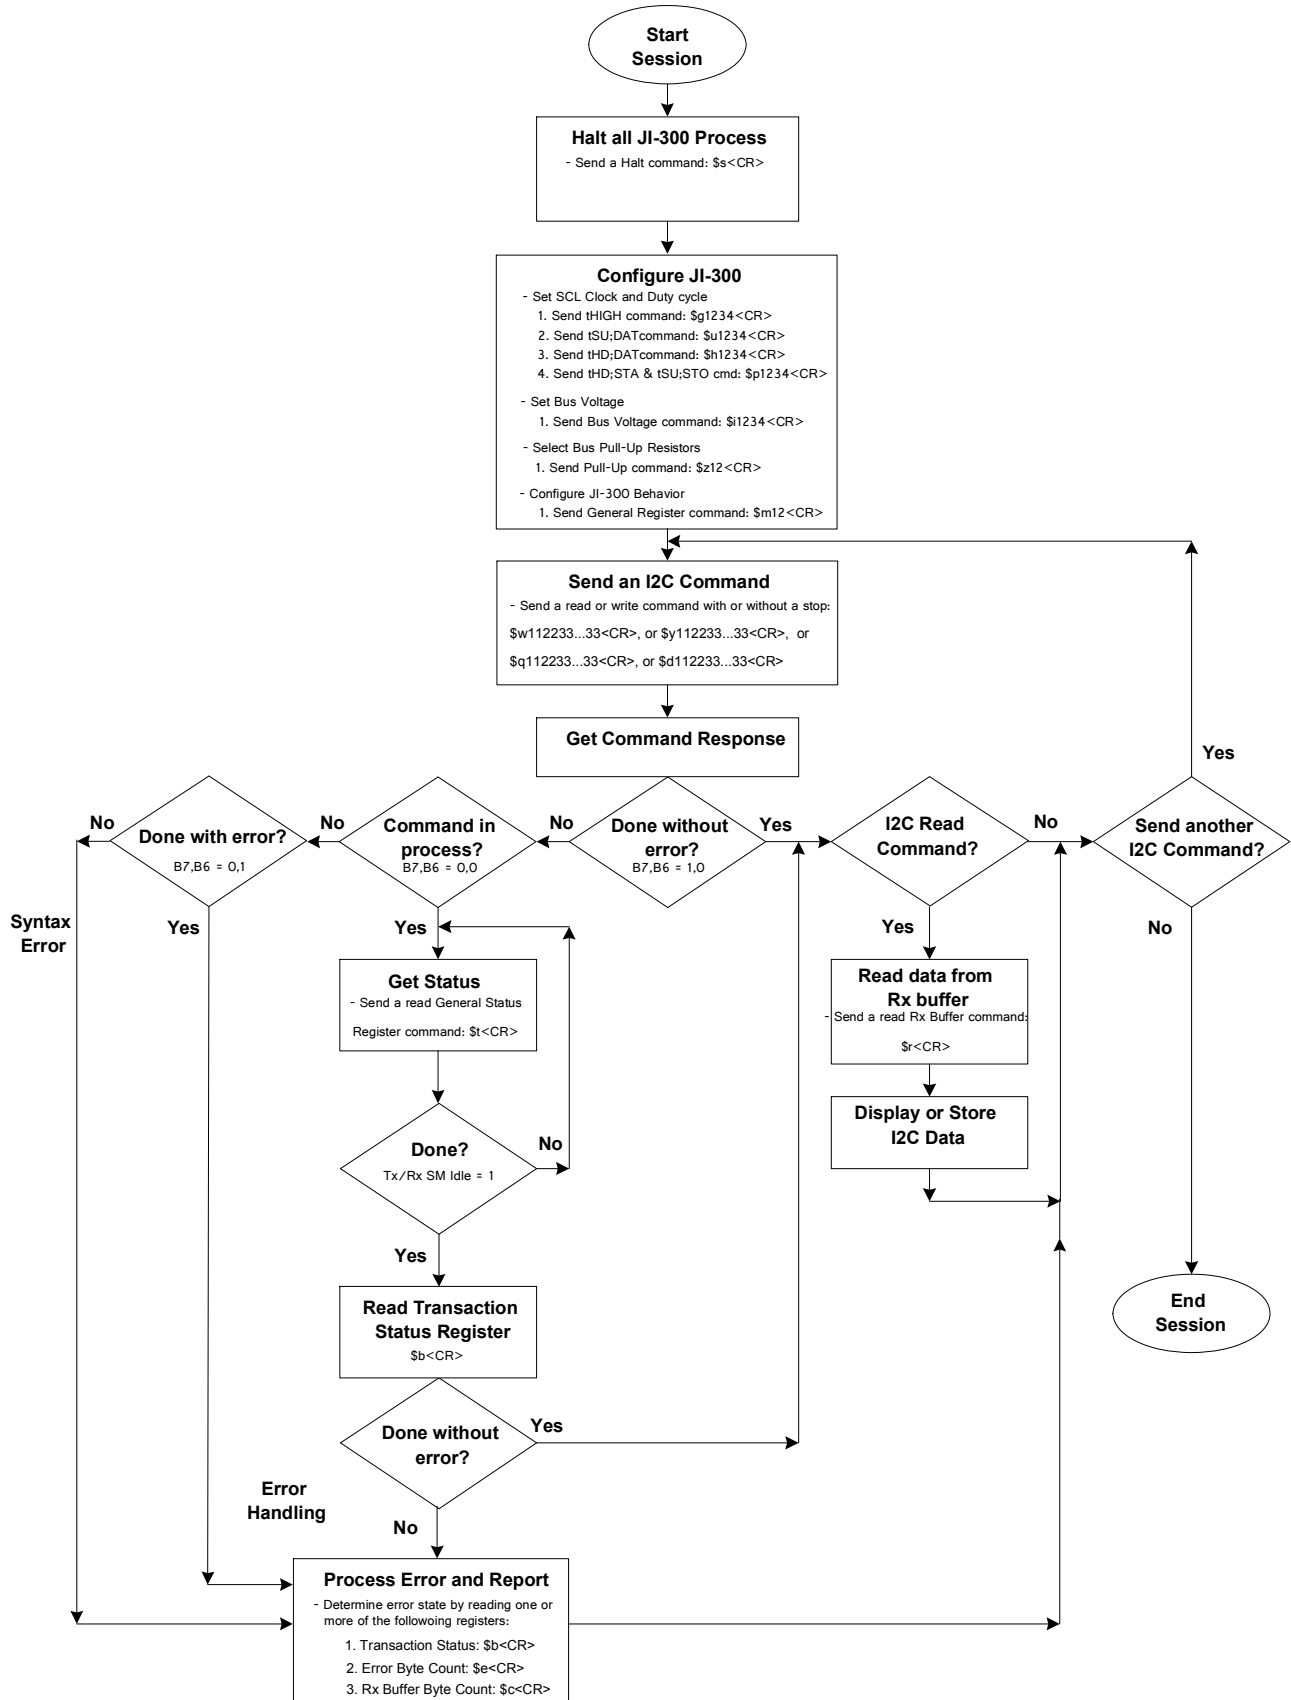 Start
Session
Halt all JI-300 Process
- Send a Halt command: $s<CR>
Configure JI-300
- Set SCL Clock and Duty cycle
1. Send tHIGH command: $g1234<CR>
2. Send tSU;DATcommand: $u1234<CR>
3. Send tHD;DATcommand: $h1234<CR>
4. Send tHD;STA & tSU;STO cmd: $p1234<CR>
- Set Bus Voltage
1. Send Bus Voltage command: $i1234<CR>
- Select Bus Pull-Up Resistors
1. Send Pull-Up command: $z12<CR>
- Configure JI-300 Behavior
1. Send General Register command: $m12<CR>
Send an I2C Command
- Send a read or write command with or without a stop:
$w112233...33<CR>, or $y112233...33<CR>, or
$q112233...33<CR>, or $d112233...33<CR>
Get Command Response
Done without
error?
B7,B6 = 1,0
No
Yes
Command in
process?
B7,B6 = 0,0
No
Yes
Done with error?
B7,B6 = 0,1
No
Yes
Syntax
Error
I2C Read
Command?
No
Yes
Send another
I2C Command?
Yes
No
Get Status
- Send a read General Status
Register command: $t<CR>
Read data from
Rx buffer
- Send a read Rx Buffer command:
$r<CR>
Display or Store
I2C Data
Done?
Tx/Rx SM Idle = 1
No
Yes
Read Transaction
Status Register
$b<CR>
End
Session
Done without
error?
Yes
No
Error
Handling
Process Error and Report
- Determine error state by reading one or
more of the followoing registers:
1. Transaction Status: $b<CR>
2. Error Byte Count: $e<CR>
3. Rx Buffer Byte Count: $c<CR>